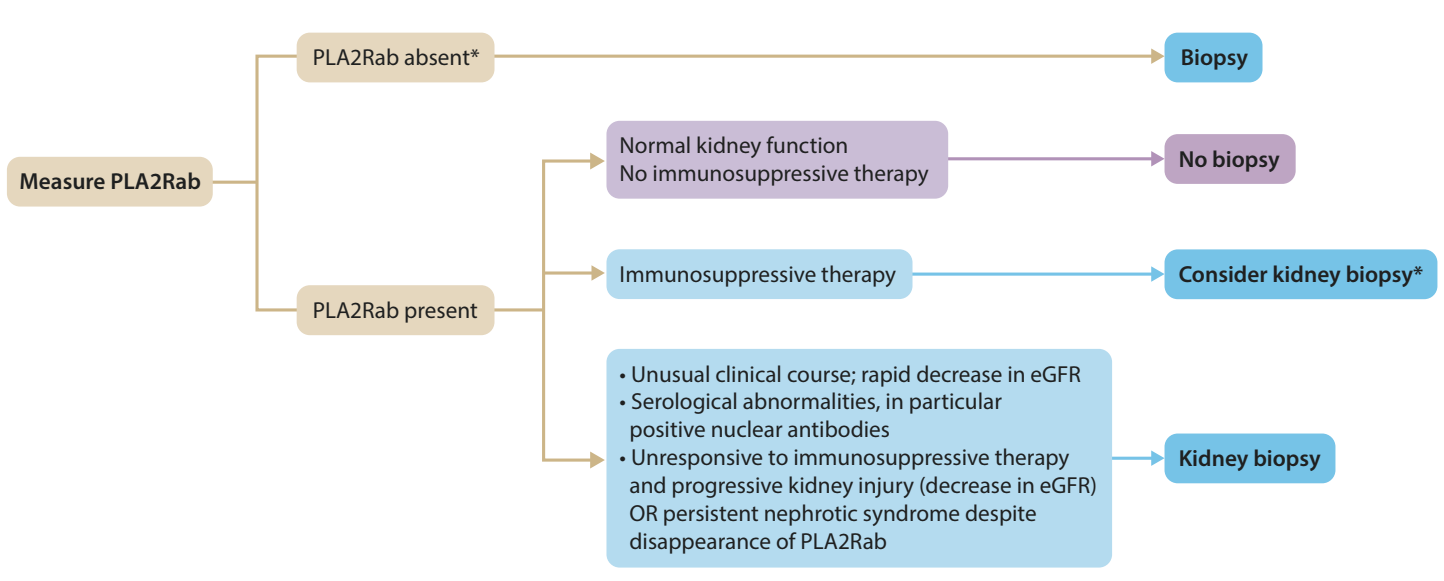 PLA2Rab absent*
Biopsy
Measure PLA2Rab
Normal kidney function
No immunosuppressive therapy
No biopsy
Immunosuppressive therapy
Consider kidney biopsy*
PLA2Rab present
• Unusual clinical course; rapid decrease in eGFR
• Serological abnormalities, in particular
positive nuclear antibodies
• Unresponsive to immunosuppressive therapy
and progressive kidney injury (decrease in eGFR)
OR persistent nephrotic syndrome despite
disappearance of PLA2Rab
Kidney biopsy